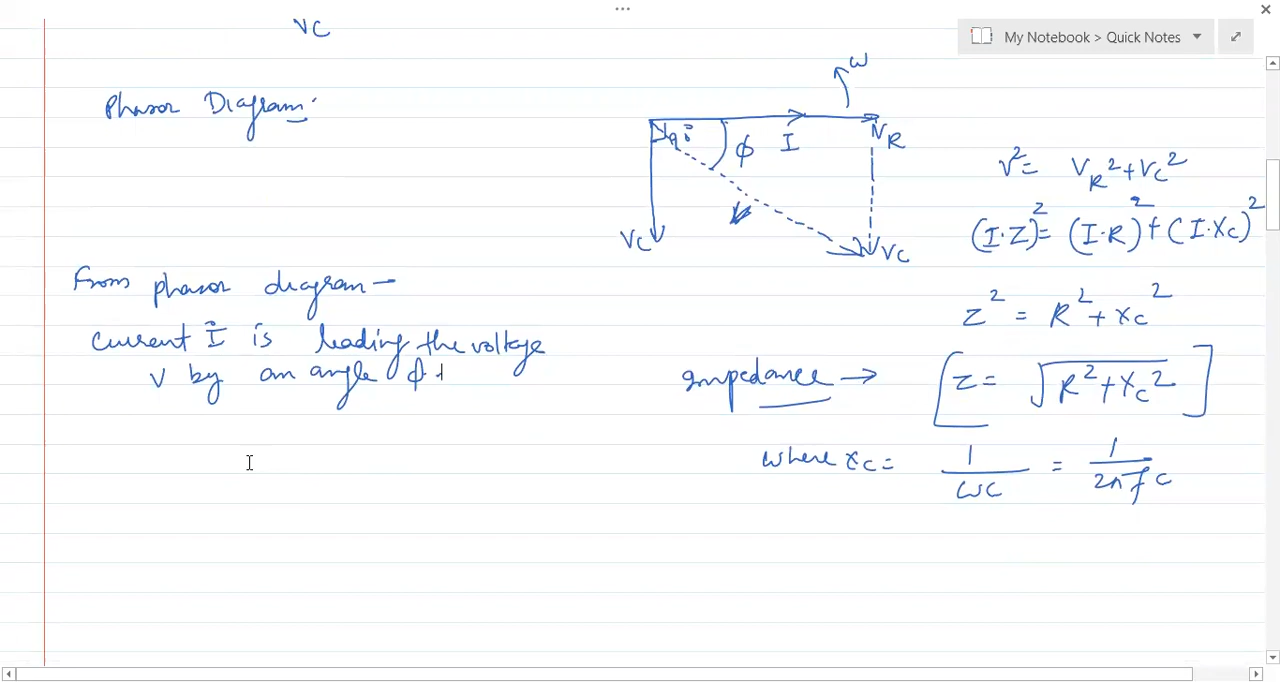 ...
VC
My Notebook > Quick Notes
Phasor Diagram:
ω
90°
ϕ
I
VR
V
VC
VC
V² = VR² + VC²
(I·Z)² = (I·R)² + (I·XC)²
Z² = R² + XC²
From phasor diagram –
current I is leading the voltage
V by an angle ϕ.
Impedance → [Z = √R² + XC²]
where XC = 1/ωC = 1/2πfC